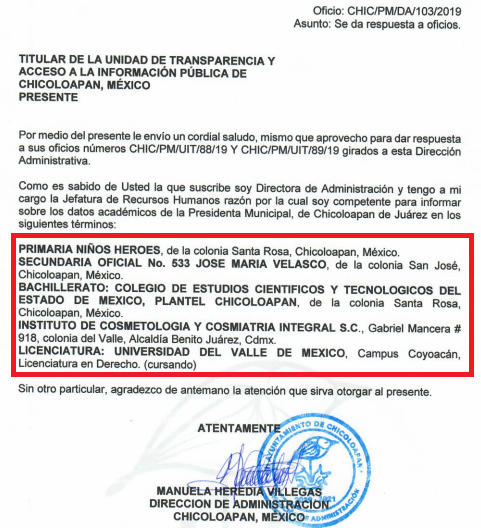 Oficio: CHIC/PM/DA/103/2019
Asunto: Se da respuesta a oficios.
TITULAR DE LA UNIDAD DE TRANSPARENCIA Y
ACCESO A LA INFORMACIÓN PÚBLICA DE
CHICOLOAPAN, MÉXICO
PRESENTE
Por medio del presente le envío un cordial saludo, mismo que aprovecho para dar respuesta
a sus oficios números CHIC/PM/UIT/88/19 Y CHIC/PM/UIT/89/19 girados a esta Dirección
Administrativa.
Como es sabido de Usted la que suscribe soy Directora de Administración y tengo a mi
cargo la Jefatura de Recursos Humanos razón por la cual soy competente para informar
sobre los datos académicos de la Presidenta Municipal, de Chicoloapan de Juárez en los
siguientes términos:
PRIMARIA NIÑOS HEROES, de la colonia Santa Rosa, Chicoloapan, México.
SECUNDARIA OFICIAL No. 533 JOSE MARIA VELASCO, de la colonia San José,
Chicoloapan, México.
BACHILLERATO: COLEGIO DE ESTUDIOS CIENTIFICOS Y TECNOLOGICOS DEL
ESTADO DE MEXICO, PLANTEL CHICOLOAPAN, de la colonia Santa Rosa,
Chicoloapan, México.
INSTITUTO DE COSMETOLOGIA Y COSMIATRIA INTEGRAL S.C., Gabriel Mancera #
918, colonia del Valle, Alcaldía Benito Juárez, Cdmx.
LICENCIATURA: UNIVERSIDAD DEL VALLE DE MEXICO, Campus Coyoacán,
Licenciatura en Derecho. (cursando)
Sin otro particular, agradezco de antemano la atención que sirva otorgar al presente.
ATENTAMENTE
AYUNTAMIENTO DE CHICOLOAPAN
MANUELA HEREDIA VILLEGAS
DIRECCION DE ADMINISTRACION
CHICOLOAPAN, MÉXICO